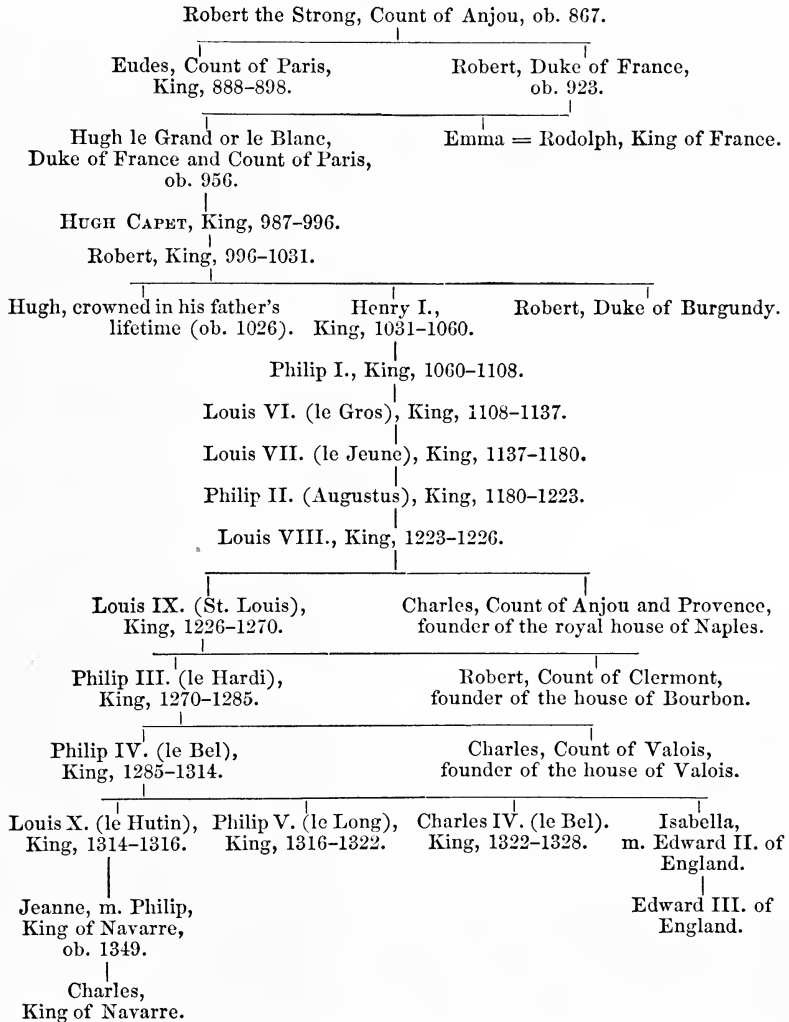 Robert the Strong, Count of Anjou, ob. 867.
Eudes, Count of Paris,
King, 888–898.
Robert, Duke of France,
ob. 923.
Hugh le Grand or le Blanc,
Duke of France and Count of Paris,
ob. 956.
Emma = Rodolph, King of France.
HUGH CAPET, King, 987–996.
Robert, King, 996–1031.
Hugh, crowned in his father's
lifetime (ob. 1026).
Henry I.,
King, 1031–1060.
Robert, Duke of Burgundy.
Philip I., King, 1060–1108.
Louis VI. (le Gros), King, 1108–1137.
Louis VII. (le Jeune), King, 1137–1180.
Philip II. (Augustus), King, 1180–1223.
Louis VIII., King, 1223–1226.
Louis IX. (St. Louis),
King, 1226–1270.
Charles, Count of Anjou and Provence,
founder of the royal house of Naples.
Philip III. (le Hardi),
King, 1270–1285.
Robert, Count of Clermont,
founder of the house of Bourbon.
Philip IV. (le Bel),
King, 1285–1314.
Charles, Count of Valois,
founder of the house of Valois.
Louis X. (le Hutin),
King, 1314–1316.
Philip V. (le Long),
King, 1316–1322.
Charles IV. (le Bel).
King, 1322–1328.
Isabella,
m. Edward II. of
England.
Jeanne, m. Philip,
King of Navarre,
ob. 1349.
Edward III. of
England.
Charles,
King of Navarre.